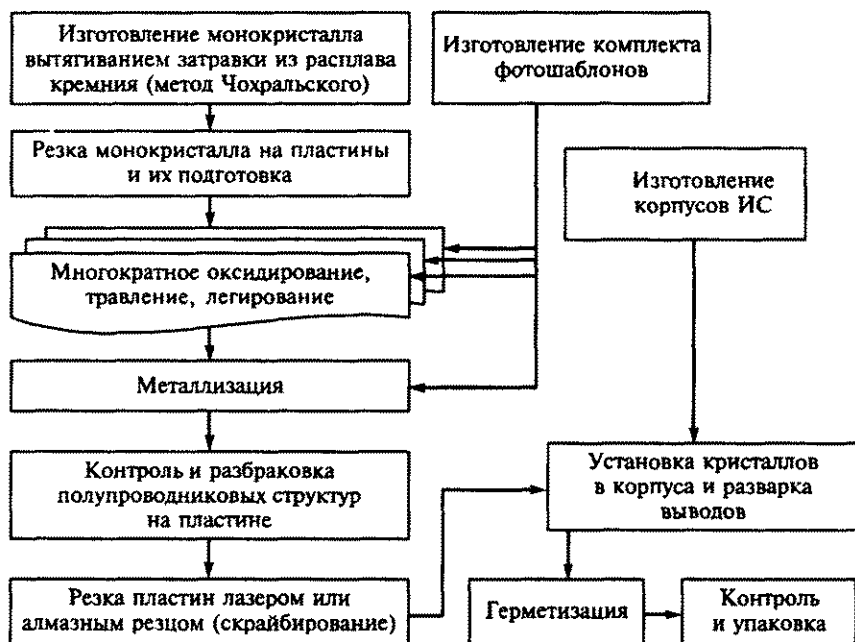 Изготовление монокристалла
вытягиванием затравки из расплава
кремния (метод Чохральского)
Изготовление комплекта
фотошаблонов
Резка монокристалла на пластины
и их подготовка
Изготовление
корпусов ИС
Многократное оксидирование,
травление, легирование
Металлизация
Контроль и разбраковка
полупроводниковых структур
на пластине
Установка кристаллов
в корпуса и разварка
выводов
Резка пластин лазером или
алмазным резцом (скрайбирование)
Герметизация
Контроль
и упаковка